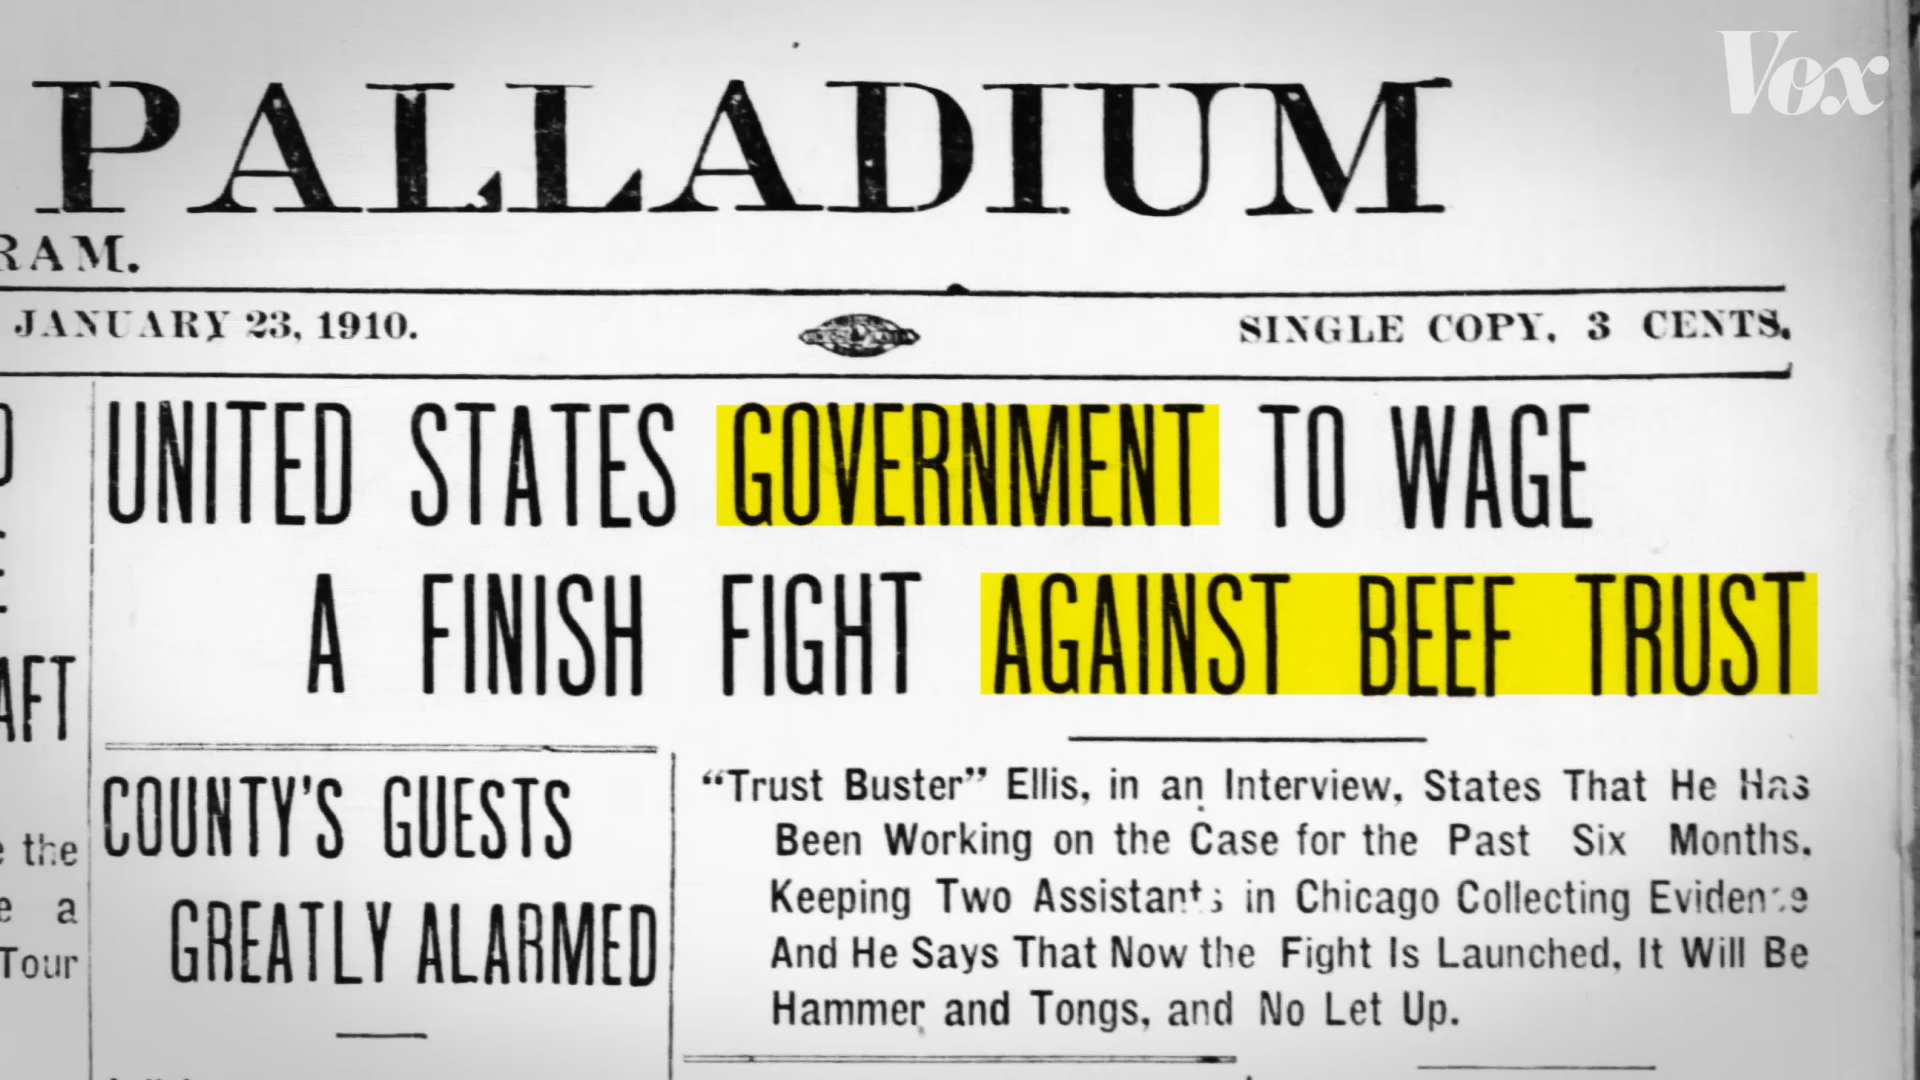 Vox
PALLADIUM
RAM.
JANUARY 23, 1910.
SINGLE COPY, 3 CENTS.
UNITED STATES GOVERNMENT TO WAGE
A FINISH FIGHT AGAINST BEEF TRUST
AFT
the
a
Tour
COUNTY'S GUESTS
GREATLY ALARMED
“Trust Buster” Ellis, in an Interview, States That He Has
Been Working on the Case for the Past Six Months,
Keeping Two Assistants in Chicago Collecting Evidence
And He Says That Now the Fight Is Launched, It Will Be
Hammer and Tongs, and No Let Up.